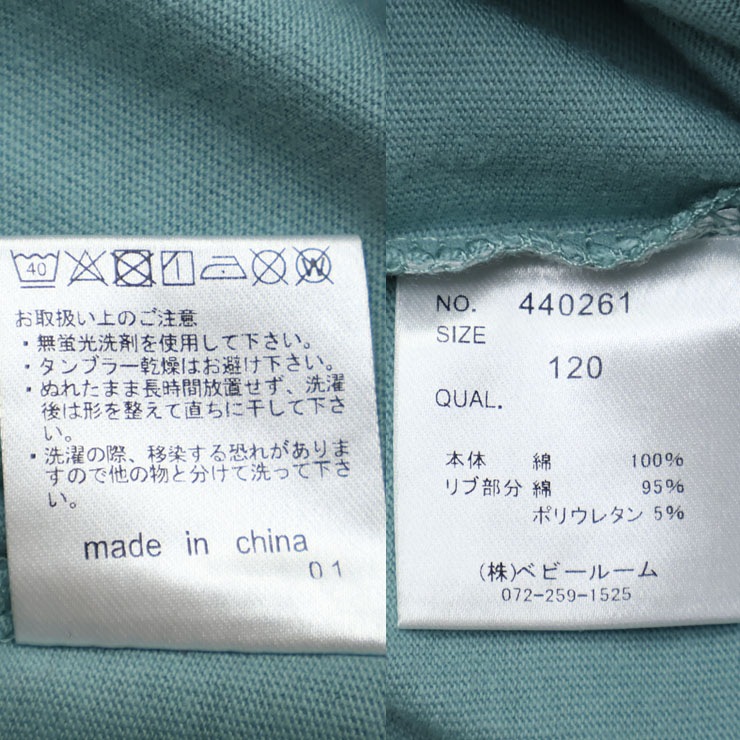 40
W
お取扱い上のご注意
・無蛍光洗剤を使用して下さい。
・タンブラー乾燥はお避け下さい。
・ぬれたまま長時間放置せず、洗濯
後は形を整えて直ちに干して下さ
い。
・洗濯の際、移染する恐れがありま
すので他の物と分けて洗って下さ
い。
made in china
01
NO. 440261
SIZE
120
QUAL.
本体 綿 100%
リブ部分 綿 95%
ポリウレタン 5%
(株)ベビールーム
072-259-1525